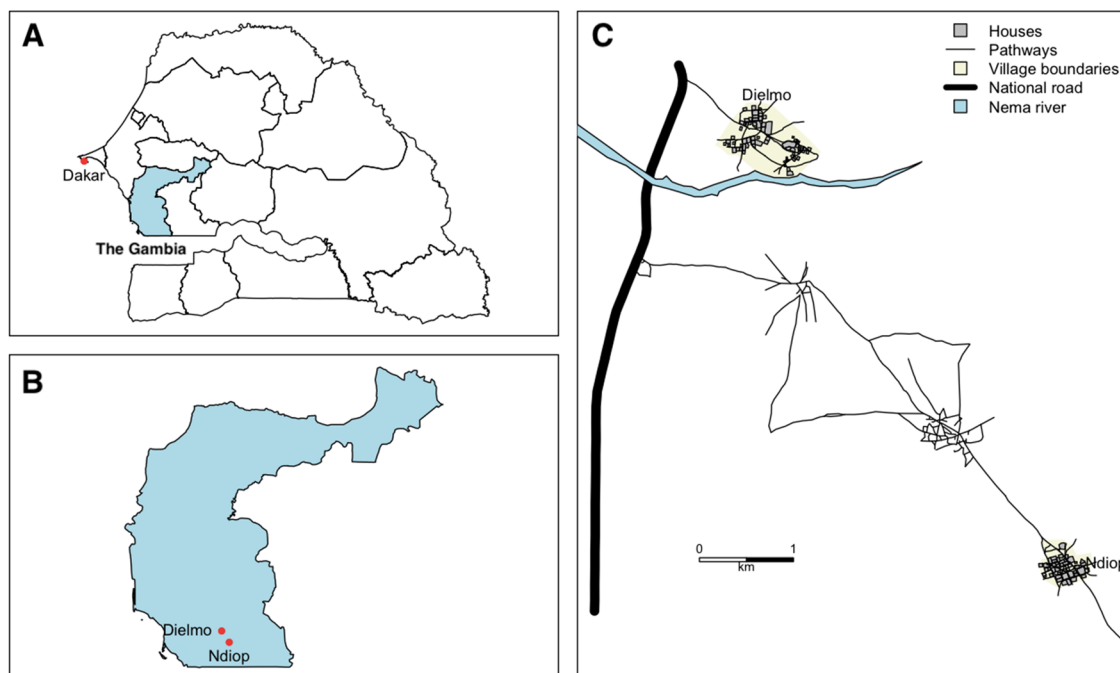 A
Dakar
The Gambia
B
Dielmo
Ndiop
C
Houses
Pathways
Village boundaries
National road
Nema river
Dielmo
0 1
km
Ndiop